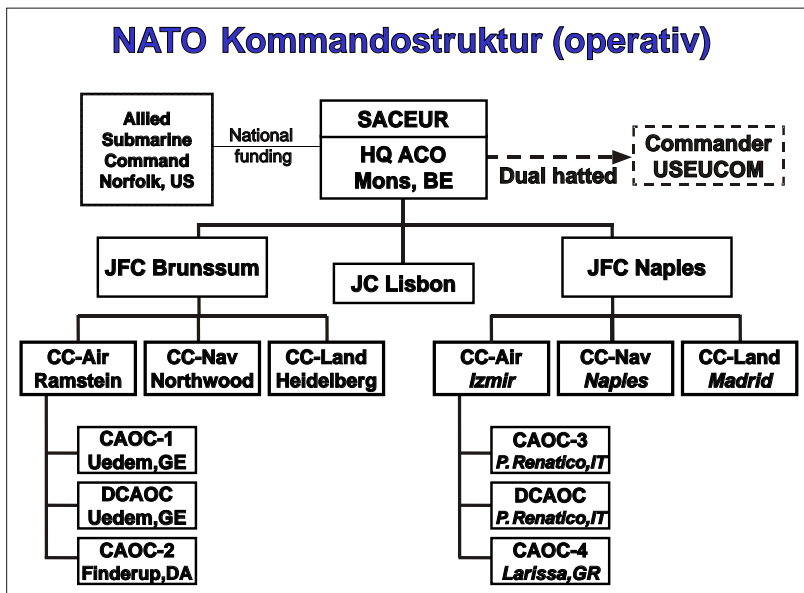 NATO Kommandostruktur (operativ)
Allied
Submarine
Command
Norfolk, US
National
funding
SACEUR
HQ ACO
Mons, BE
Dual hatted
Commander
USEUCOM
JFC Brunssum
JC Lisbon
JFC Naples
CC-Air
Ramstein
CC-Nav
Northwood
CC-Land
Heidelberg
CC-Air
Izmir
CC-Nav
Naples
CC-Land
Madrid
CAOC-1
Uedem,GE
DCAOC
Uedem,GE
CAOC-2
Finderup,DA
CAOC-3
P. Renatico,IT
DCAOC
P. Renatico,IT
CAOC-4
Larissa,GR